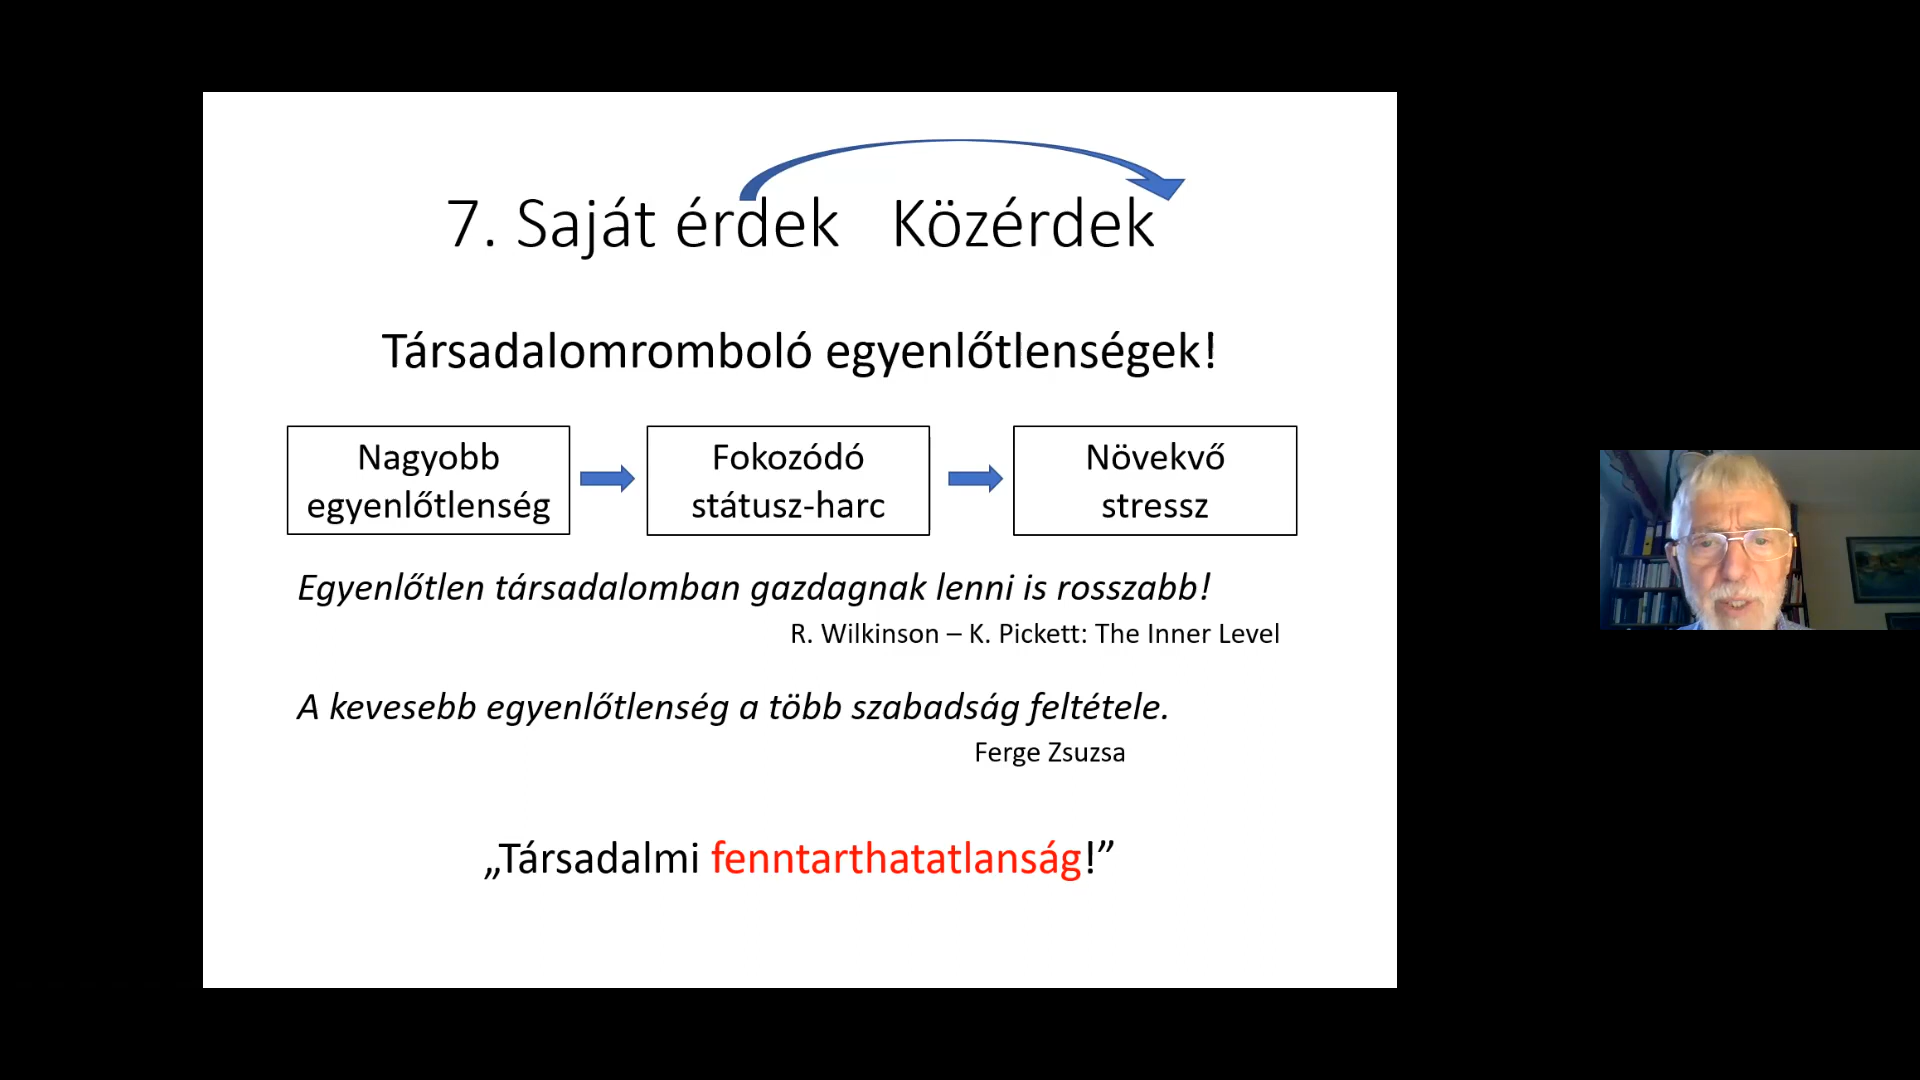 7. Saját érdek Közérdek
Társadalomromboló egyenlőtlenségek!
Nagyobb
egyenlőtlenség
Fokozódó
státusz-harc
Növekvő
stressz
Egyenlőtlen társadalomban gazdagnak lenni is rosszabb!
R. Wilkinson – K. Pickett: The Inner Level
A kevesebb egyenlőtlenség a több szabadság feltétele.
Ferge Zsuzsa
„Társadalmi fenntarthatatlanság!”